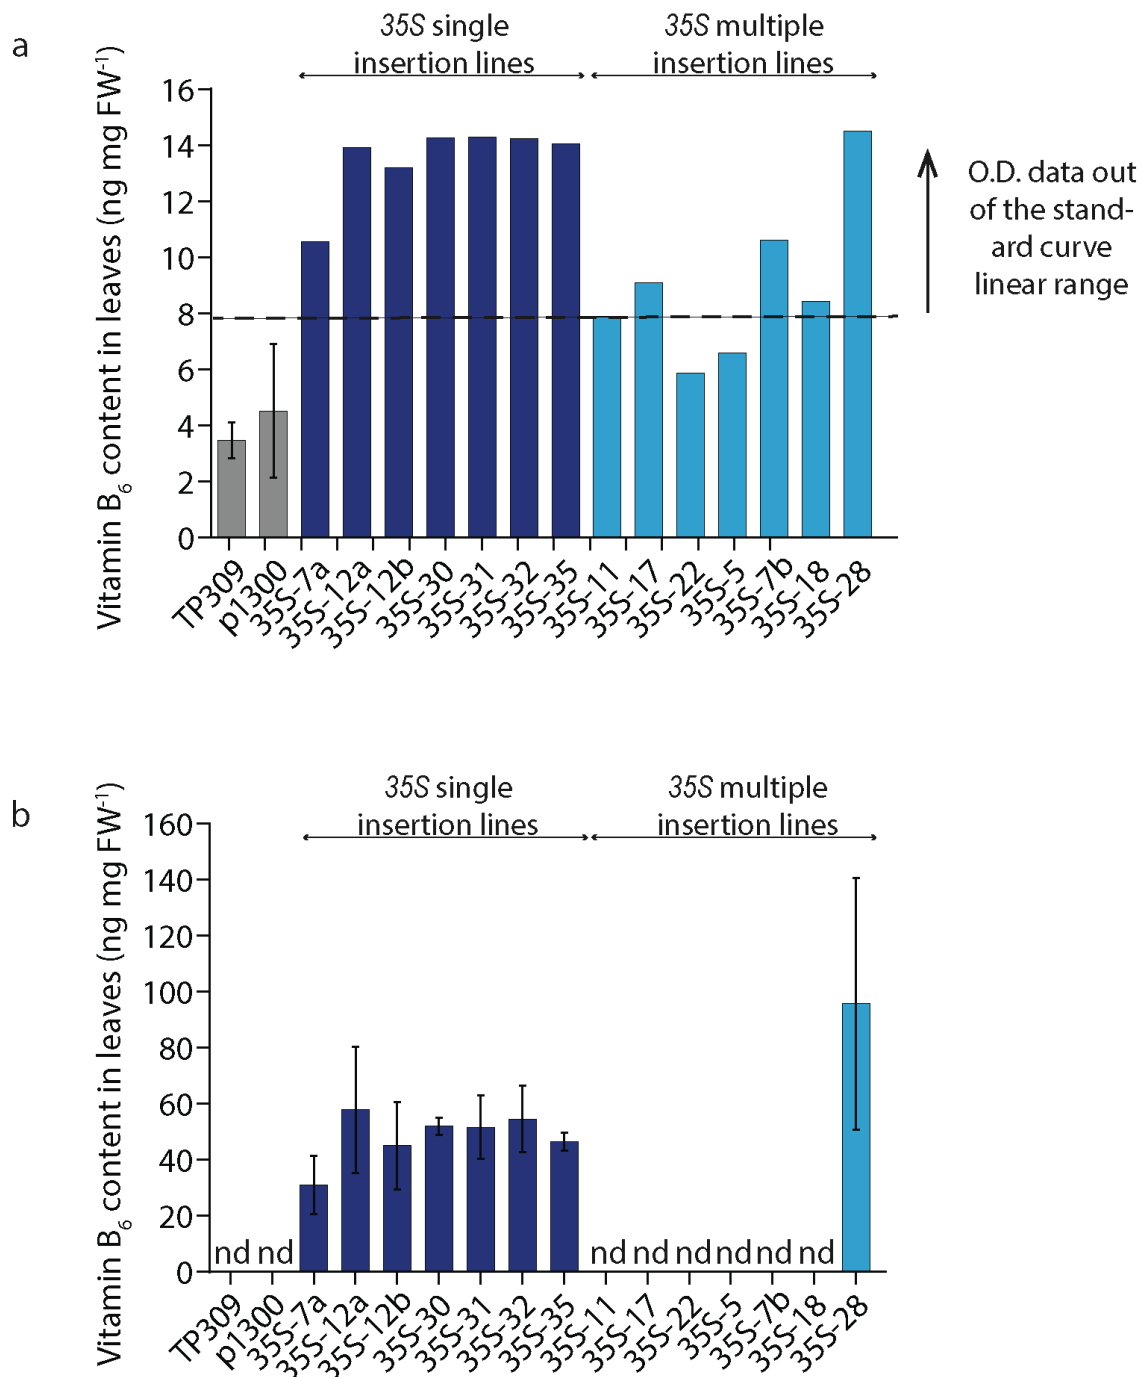 a
35S single
insertion lines
35S multiple
insertion lines
Vitamin B6 content in leaves (ng mg FW-1)
16
14
12
10
8
6
4
2
0
O.D. data out
of the stand-
ard curve
linear range
TP309
p1300
35S-7a
35S-12a
35S-12b
35S-30
35S-31
35S-32
35S-35
35S-11
35S-17
35S-22
35S-5
35S-7b
35S-18
35S-28
b
35S single
insertion lines
35S multiple
insertion lines
Vitamin B6 content in leaves (ng mg FW-1)
160
140
120
100
80
60
40
20
0
nd nd
nd nd nd nd nd nd
TP309
p1300
35S-7a
35S-12a
35S-12b
35S-30
35S-31
35S-32
35S-35
35S-11
35S-17
35S-22
35S-5
35S-7b
35S-18
35S-28